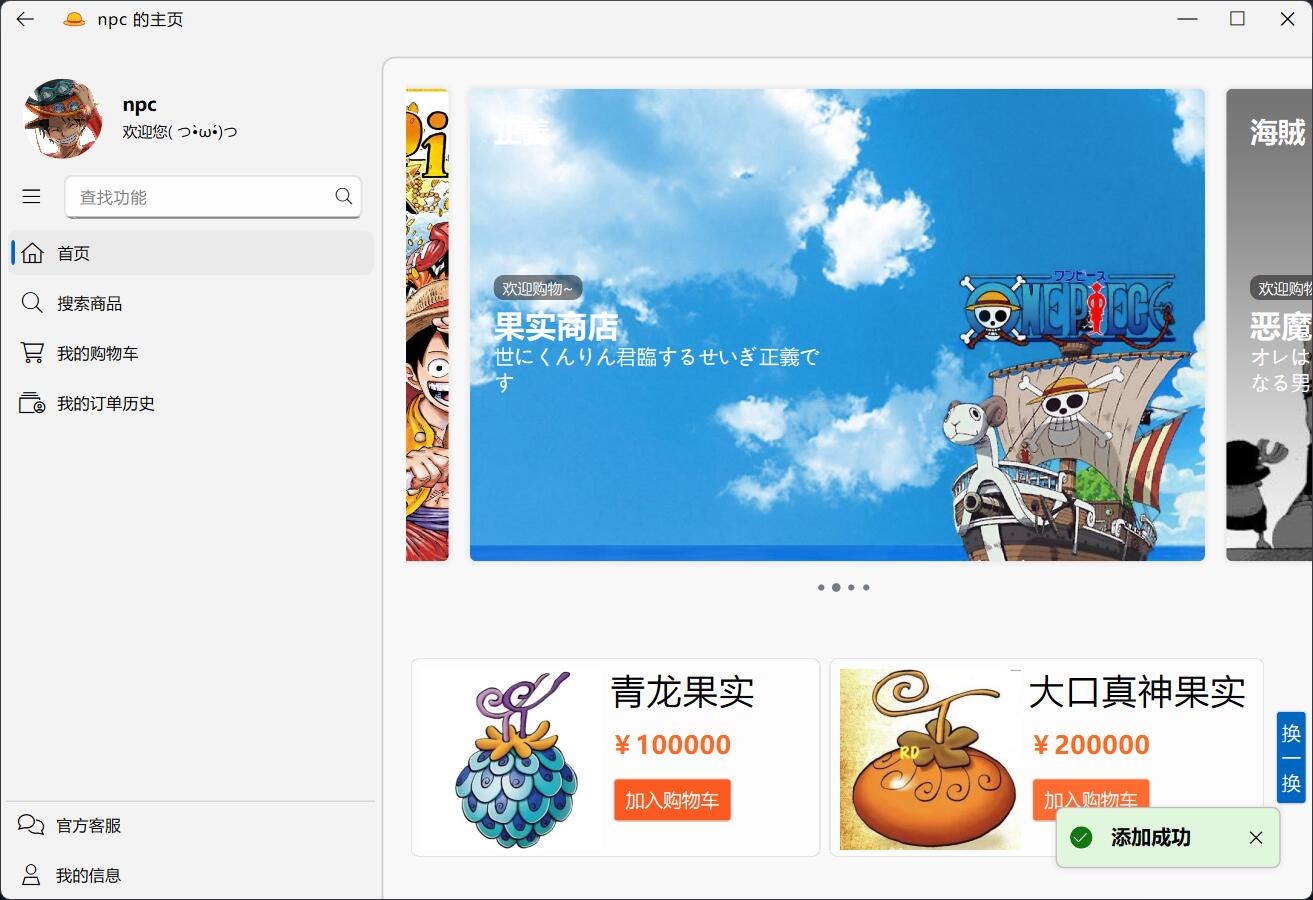 npc 的主页
npc
欢迎您( つ•̀ω•́)つ
查找功能
首页
搜索商品
我的购物车
我的订单历史
官方客服
我的信息
正義
欢迎购物~
果实商店
世にくんりん君臨するせいぎ正義で
す
ワンピース
ONE PIECE
海賊
欢迎购物
恶魔
オレは
なる男
青龙果实
￥100000
加入购物车
大口真神果实
￥200000
加入购物车
RD
换一换
添加成功